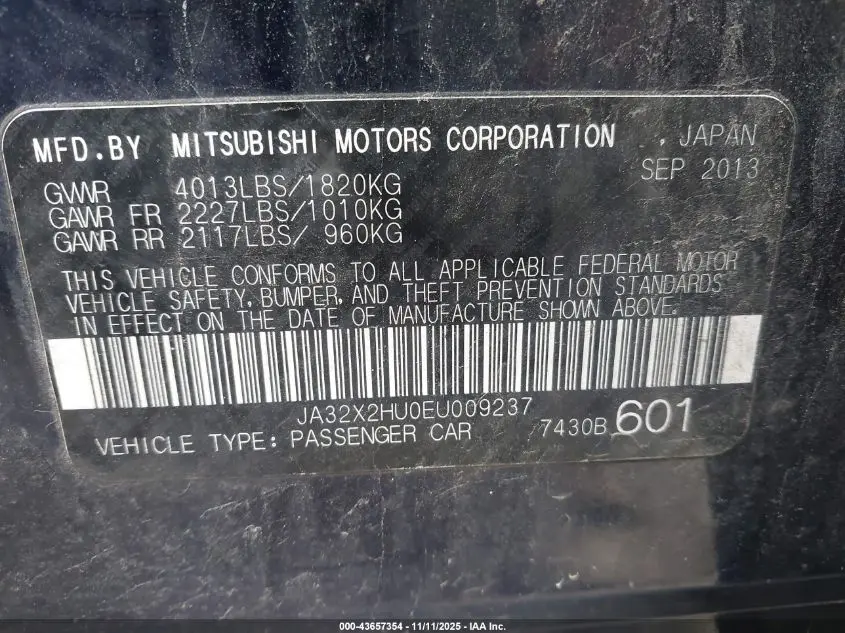 MFD.BY MITSUBISHI MOTORS CORPORATION , JAPAN
SEP 2013
GVWR 4013LBS/1820KG
GAWR FR 2227LBS/1010KG
GAWR RR 2117LBS/ 960KG
THIS VEHICLE CONFORMS TO ALL APPLICABLE FEDERAL MOTOR
VEHICLE SAFETY, BUMPER, AND THEFT PREVENTION STANDARDS
IN EFFECT ON THE DATE OF MANUFACTURE SHOWN ABOVE.
JA32X2HU0EU009237
VEHICLE TYPE: PASSENGER CAR 7430B 601
000-43657354 - 11/11/2025 - IAA Inc.